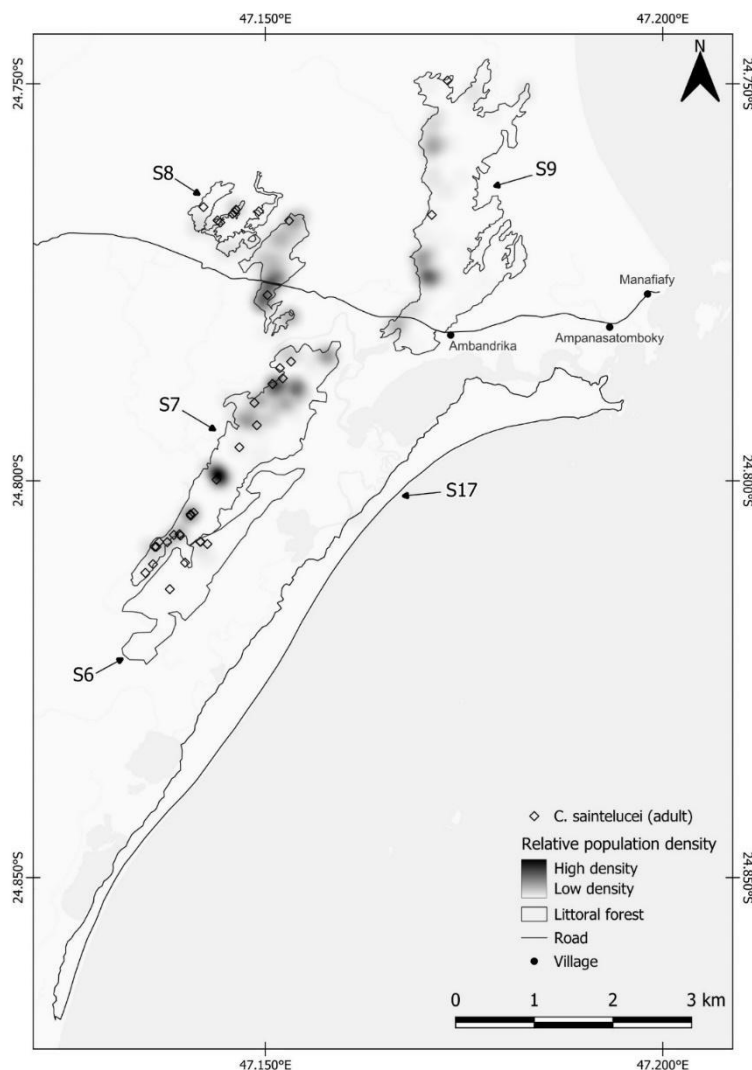 47.150°E
47.200°E
N
24.750°S
24.750°S
S8
S9
Manafiafy
Ambandrika
Ampanasatomboky
S7
24.800°S
24.800°S
S17
S6
C. saintelucei (adult)
Relative population density
High density
Low density
Littoral forest
Road
Village
24.850°S
24.850°S
0
1
2
3 km
47.150°E
47.200°E